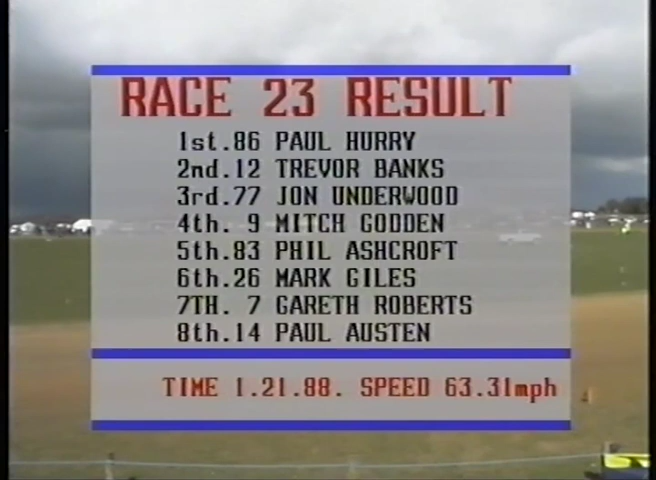 RACE 23 RESULT
1st.86 PAUL HURRY
2nd.12 TREVOR BANKS
3rd.77 JON UNDERWOOD
4th. 9 MITCH GODDEN
5th.83 PHIL ASHCROFT
6th.26 MARK GILES
7TH. 7 GARETH ROBERTS
8th.14 PAUL AUSTEN
TIME 1.21.88. SPEED 63.31mph